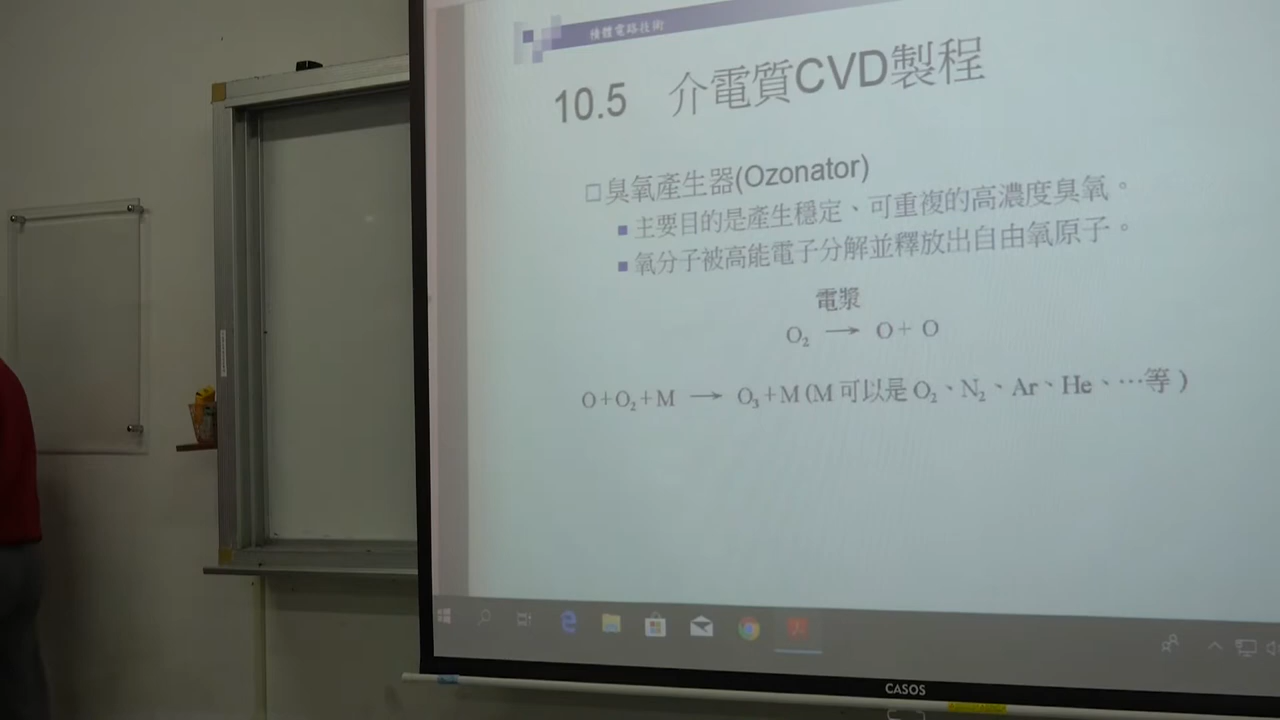 積體電路技術
10.5 介電質CVD製程
□臭氧產生器(Ozonator)
■主要目的是產生穩定、可重複的高濃度臭氧。
■氧分子被高能電子分解並釋放出自由氧原子。
電漿
O₂ → O+ O
O+O₂+M → O₃+M (M 可以是 O₂、N₂、Ar、He、…等)
CASOS